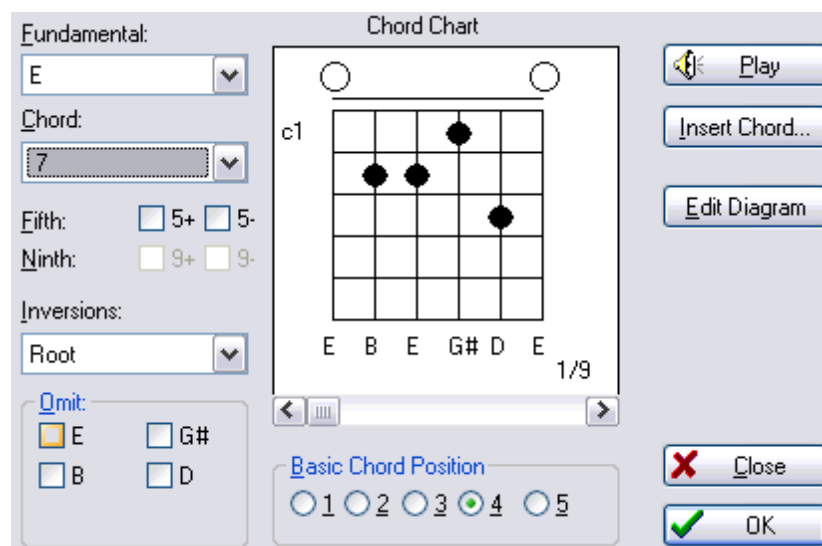 Fundamental:
E
Chord:
7
Fifth:
5+ 5-
Ninth:
9+ 9-
Inversions:
Root
Omit:
E G#
B D
Chord Chart
c1
E B E G# D E
1/9
Basic Chord Position
1 2 3 4 5
Play
Insert Chord...
Edit Diagram
Close
OK